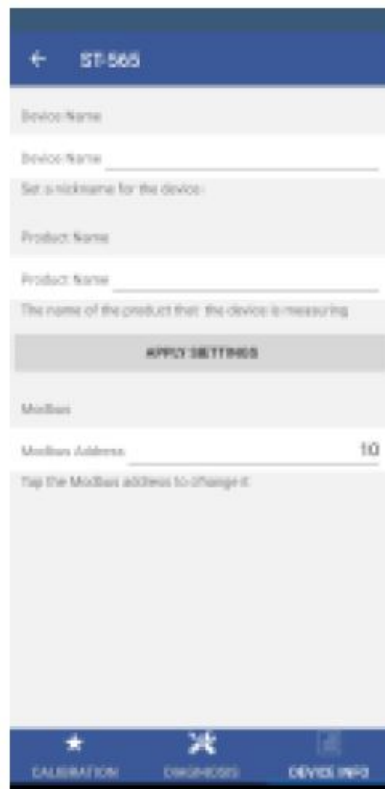 ST-565
Device Name
Device Name
Set a nickname for the device
Product Name
Product Name
The name of the product that the device is measuring
APPLY SETTINGS
Modbus
Modbus Address 10
Tap the Modbus address to change it
CALIBRATION DIAGNOSIS DEVICE INFO